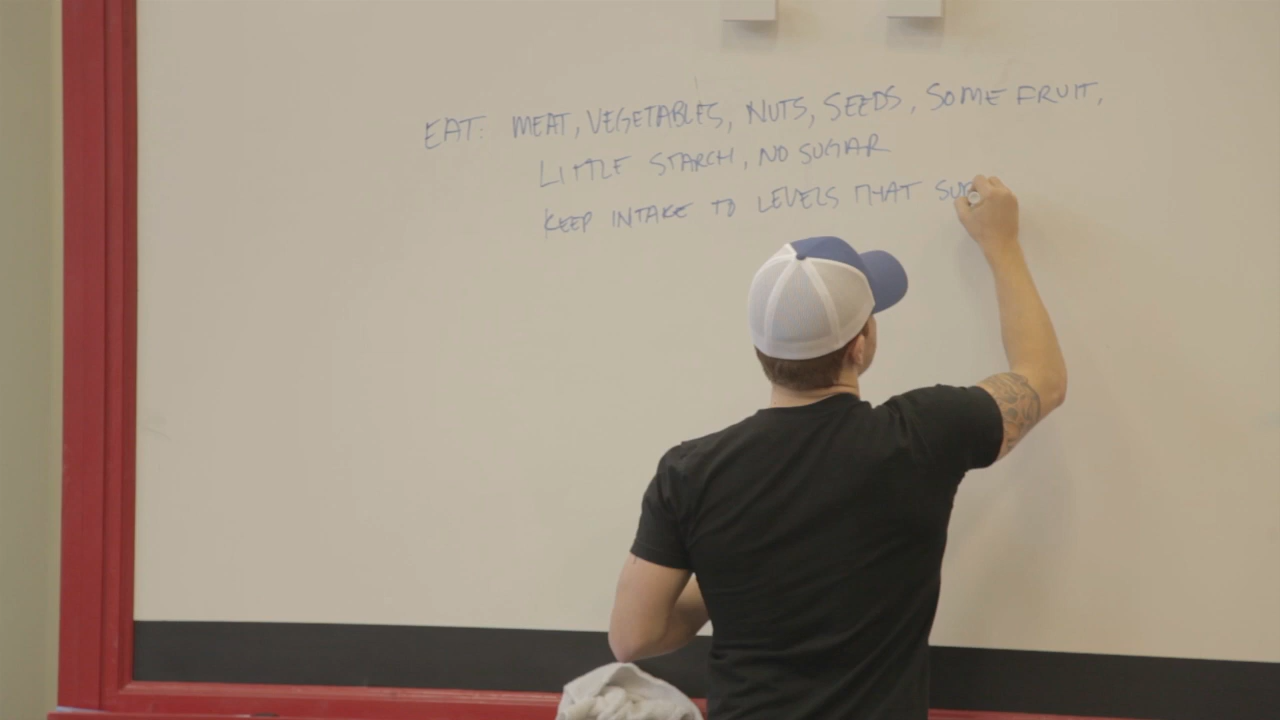 EAT: MEAT, VEGETABLES, NUTS, SEEDS, SOME FRUIT,
LITTLE STARCH, NO SUGAR
KEEP INTAKE TO LEVELS THAT